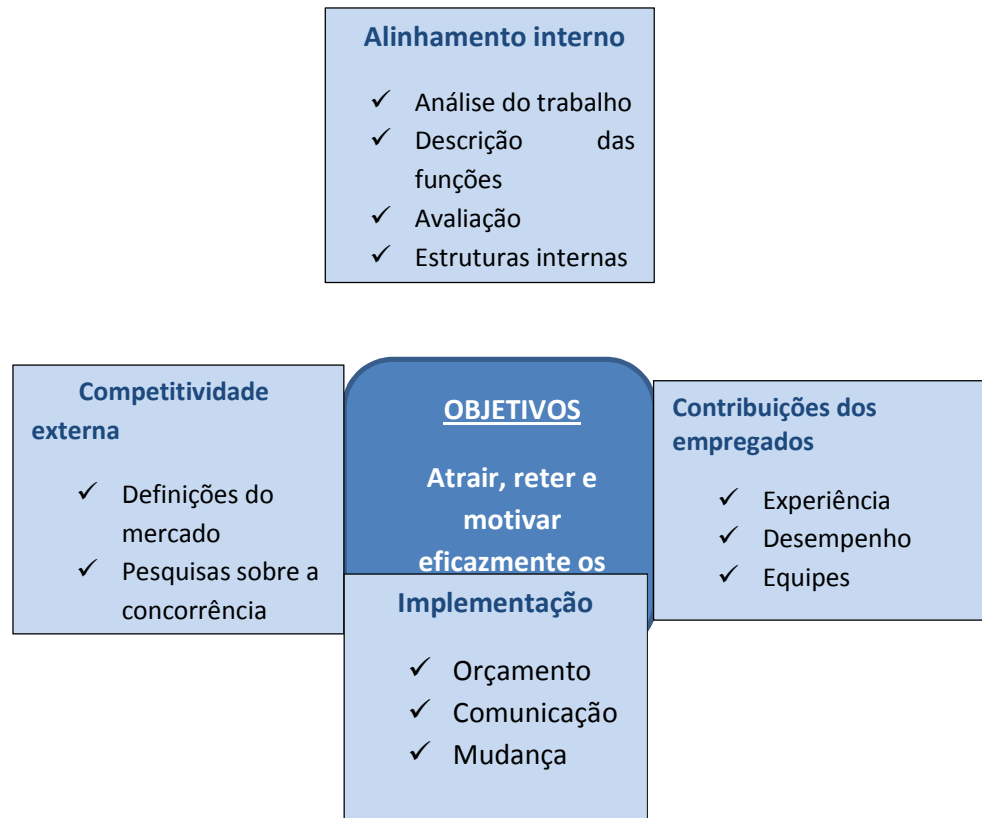 Alinhamento interno
✓ Análise do trabalho
✓ Descrição das
funções
✓ Avaliação
✓ Estruturas internas
Competitividade
externa
✓ Definições do
mercado
✓ Pesquisas sobre a
concorrência
OBJETIVOS
Atrair, reter e
motivar
eficazmente os
Contribuições dos
empregados
✓ Experiência
✓ Desempenho
✓ Equipes
Implementação
✓ Orçamento
✓ Comunicação
✓ Mudança